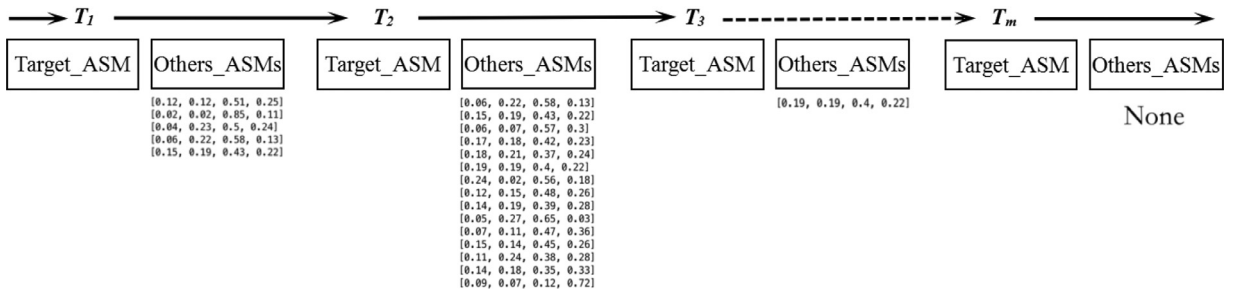 T1 T2 T3 Tm
Target_ASM Others_ASMs Target_ASM Others_ASMs Target_ASM Others_ASMs Target_ASM Others_ASMs
[0.12, 0.12, 0.51, 0.25]
[0.02, 0.02, 0.85, 0.11]
[0.04, 0.23, 0.5, 0.24]
[0.06, 0.22, 0.58, 0.13]
[0.15, 0.19, 0.43, 0.22]
[0.06, 0.22, 0.58, 0.13]
[0.15, 0.19, 0.43, 0.22]
[0.06, 0.07, 0.57, 0.3]
[0.17, 0.18, 0.42, 0.23]
[0.18, 0.21, 0.37, 0.24]
[0.19, 0.19, 0.4, 0.22]
[0.24, 0.02, 0.56, 0.18]
[0.12, 0.15, 0.48, 0.26]
[0.14, 0.19, 0.39, 0.28]
[0.05, 0.27, 0.65, 0.03]
[0.07, 0.11, 0.47, 0.36]
[0.15, 0.14, 0.45, 0.26]
[0.11, 0.24, 0.38, 0.28]
[0.14, 0.18, 0.35, 0.33]
[0.09, 0.07, 0.12, 0.72]
[0.19, 0.19, 0.4, 0.22]
None